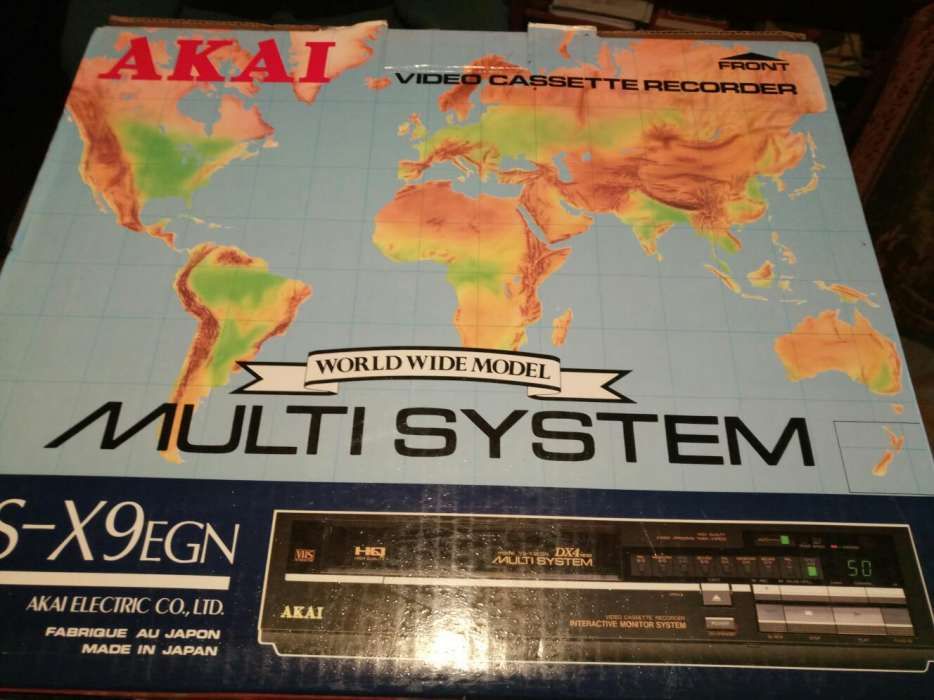 AKAI
FRONT
VIDEO CASSETTE RECORDER
WORLD WIDE MODEL
MULTI SYSTEM
S-X9EGN
AKAI ELECTRIC CO., LTD.
FABRIQUE AU JAPON
MADE IN JAPAN
VHS
HQ
DX4
MULTI SYSTEM
50
AKAI
VIDEO CASSETTE RECORDER
INTERACTIVE MONITOR SYSTEM